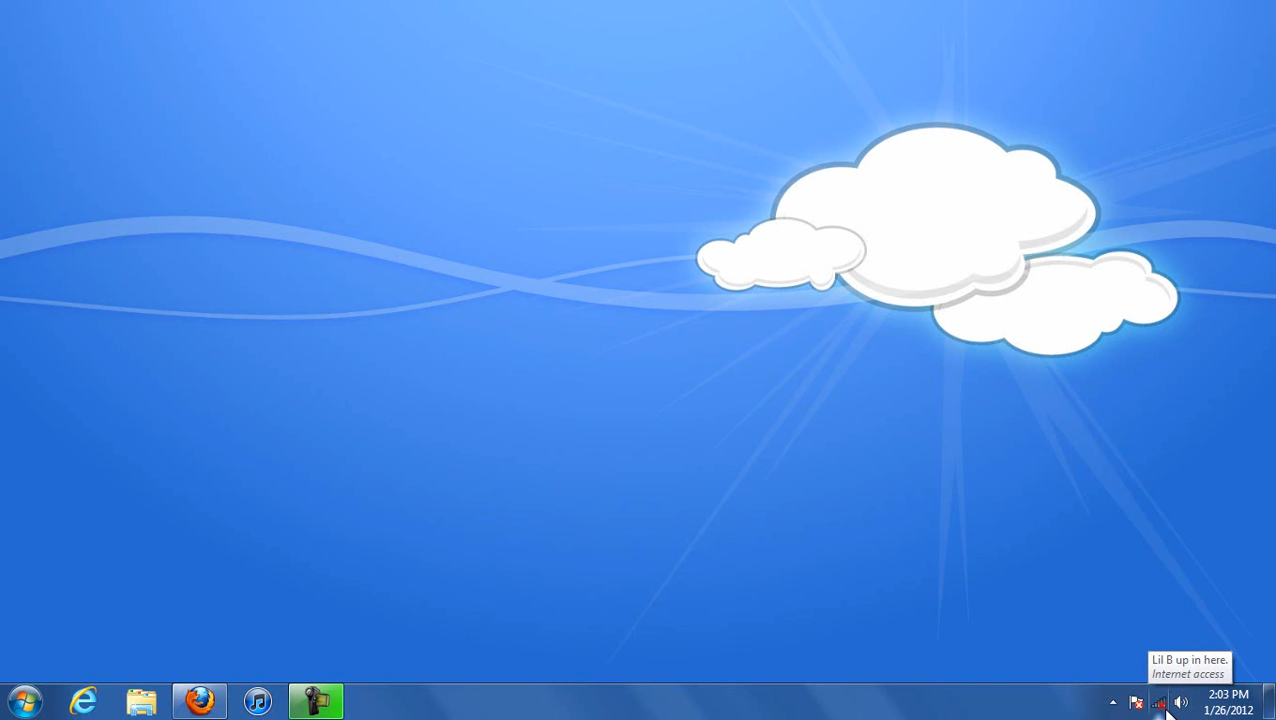 Lil B up in here.
Internet access
2:03 PM
1/26/2012